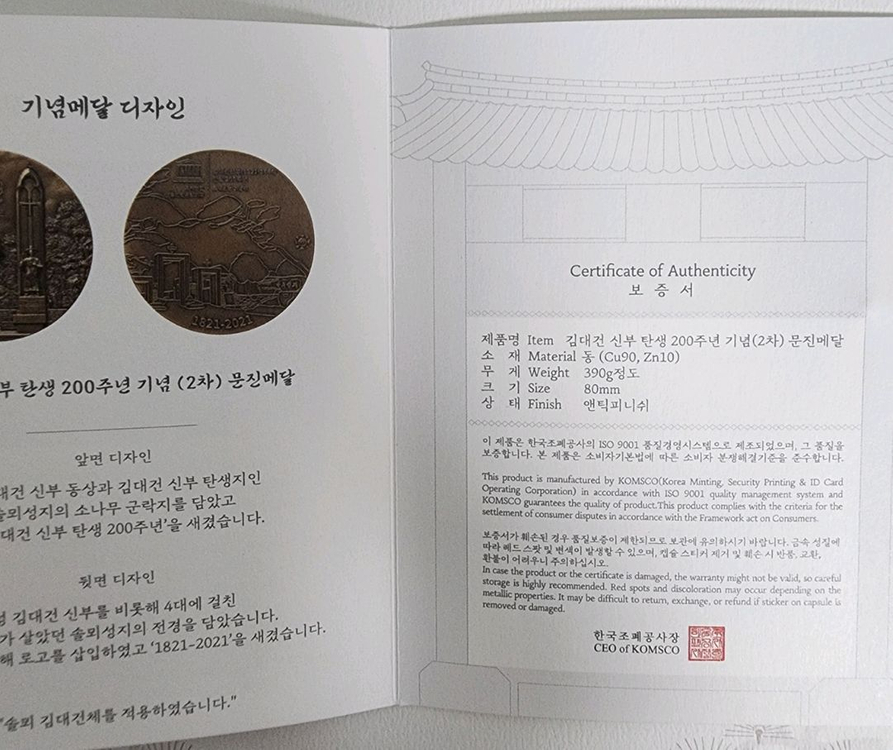 기념메달 디자인
1821-2021
탄생 200주년 기념 (2차) 문진메달
앞면 디자인
신부 동상과 김대건 신부 탄생지인
솔뫼성지의 소나무 군락지를 담았고
신부 탄생 200주년'을 새겼습니다.
뒷면 디자인
김대건 신부를 비롯해 4대에 걸친
살았던 솔뫼성지의 전경을 담았습니다.
로고를 삽입하였고 '1821-2021'을 새겼습니다.
"솔뫼 김대건체를 적용하였습니다."
Certificate of Authenticity
보 증 서
제품명 Item 김대건 신부 탄생 200주년 기념(2차) 문진메달
소 재 Material 동 (Cu90, Zn10)
무 게 Weight 390g정도
크 기 Size 80mm
상 태 Finish 앤틱피니쉬
이 제품은 한국조폐공사의 ISO 9001 품질경영시스템으로 제조되었으며, 그 품질을
보증합니다. 본 제품은 소비자기본법에 따른 소비자 분쟁해결기준을 준수합니다.
This product is manufactured by KOMSCO(Korea Minting, Security Printing & ID Card
Operating Corporation) in accordance with ISO 9001 quality management system and
KOMSCO guarantees the quality of product.This product complies with the criteria for the
settlement of consumer disputes in accordance with the Framework act on Consumers.
보증서가 훼손된 경우 품질보증이 제한되므로 보관에 유의하시기 바랍니다. 금속 성질에
따라 레드 스팟 및 변색이 발생할 수 있으며, 캡슐 스티커 제거 및 훼손 시 반품, 교환,
환불이 어려우니 주의하십시오.
In case the product or the certificate is damaged, the warranty might not be valid, so careful
storage is highly recommended. Red spots and discoloration may occur depending on the
metallic properties. It may be difficult to return, exchange, or refund if sticker on capsule is
removed or damaged.
한국조폐공사장
CEO of KOMSCO